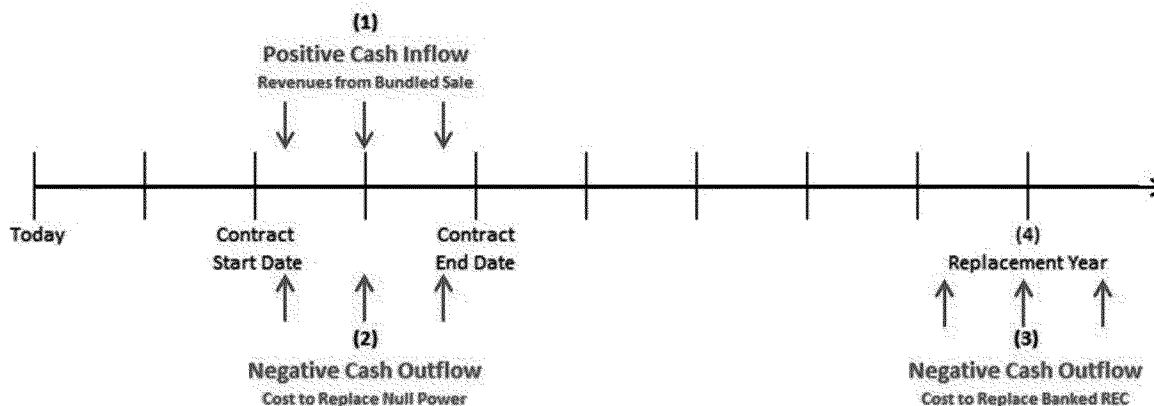 (1)
Positive Cash Inflow
Revenues from Bundled Sale
Today
Contract
Start Date
Contract
End Date
(4)
Replacement Year
(2)
Negative Cash Outflow
Cost to Replace Null Power
(3)
Negative Cash Outflow
Cost to Replace Banked REC